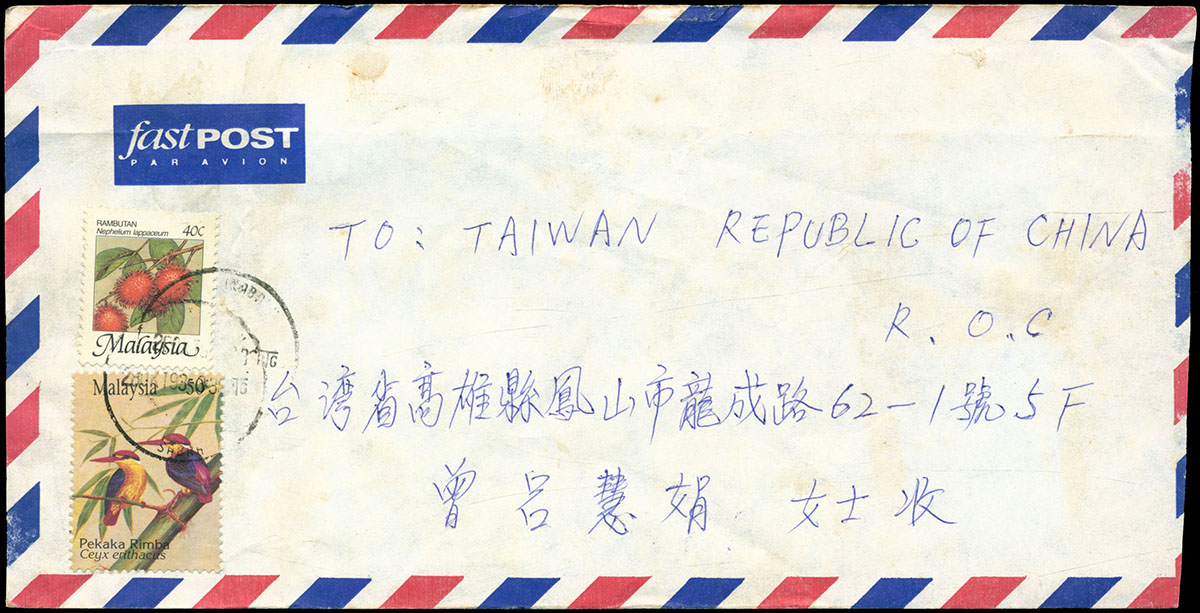 fast POST
PAR AVION
RAMBUTAN
Nephelium lappaceum
40c
Malaysia
Malaysia 50c
Pekaka Rimba
Ceyx erithacus
SABAH
TO: TAIWAN REPUBLIC OF CHINA
R.O.C
台湾省高雄縣鳳山市龍成路62-1號5F
曾呂慧娟 女士 收